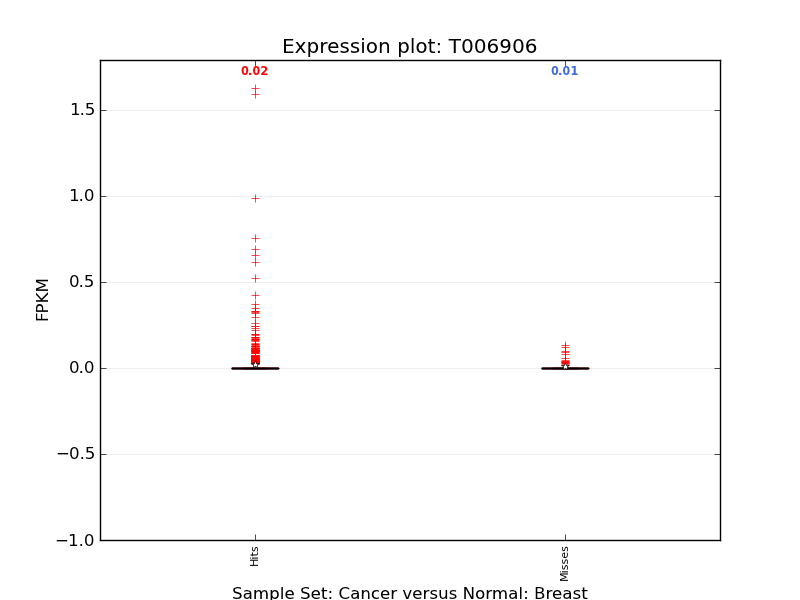 Expression plot: T006906
0.02
0.01
1.5
1.0
0.5
0.0
−0.5
−1.0
FPKM
Hits
Misses
Sample Set: Cancer versus Normal: Breast